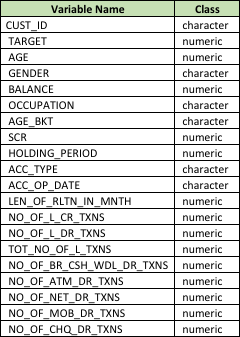 Variable Name Class
CUST_ID character
TARGET numeric
AGE numeric
GENDER character
BALANCE numeric
OCCUPATION character
AGE_BKT character
SCR numeric
HOLDING_PERIOD numeric
ACC_TYPE character
ACC_OP_DATE character
LEN_OF_RLTN_IN_MNTH numeric
NO_OF_L_CR_TXNS numeric
NO_OF_L_DR_TXNS numeric
TOT_NO_OF_L_TXNS numeric
NO_OF_BR_CSH_WDL_DR_TXNS numeric
NO_OF_ATM_DR_TXNS numeric
NO_OF_NET_DR_TXNS numeric
NO_OF_MOB_DR_TXNS numeric
NO_OF_CHQ_DR_TXNS numeric